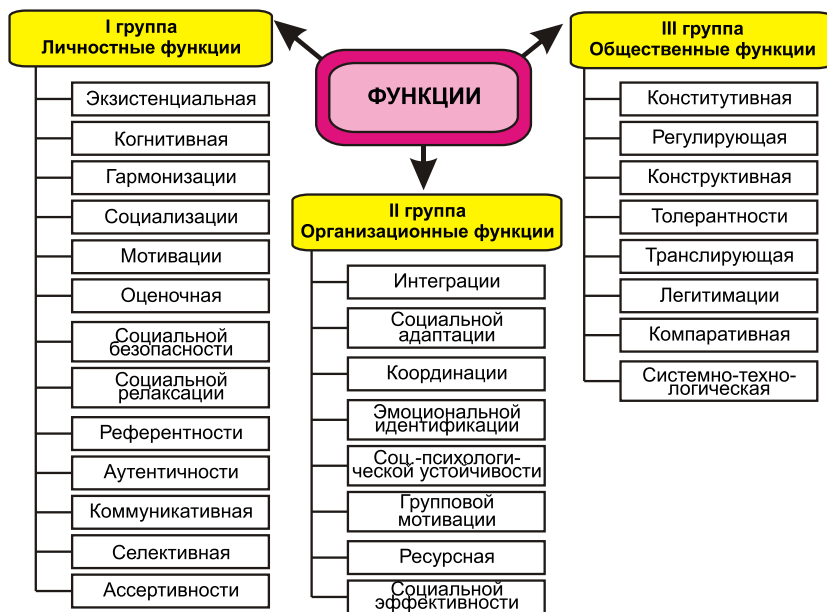 ФУНКЦИИ
I группа
Личностные функции
Экзистенциальная
Когнитивная
Гармонизации
Социализации
Мотивации
Оценочная
Социальной
безопасности
Социальной
релаксации
Референтности
Аутентичности
Коммуникативная
Селективная
Ассертивности
II группа
Организационные функции
Интеграции
Социальной
адаптации
Координации
Эмоциональной
идентификации
Соц.-психологи-
ческой устойчивости
Групповой
мотивации
Ресурсная
Социальной
эффективности
III группа
Общественные функции
Конститутивная
Регулирующая
Конструктивная
Толерантности
Транслирующая
Легитимации
Компаративная
Системно-техно-
логическая